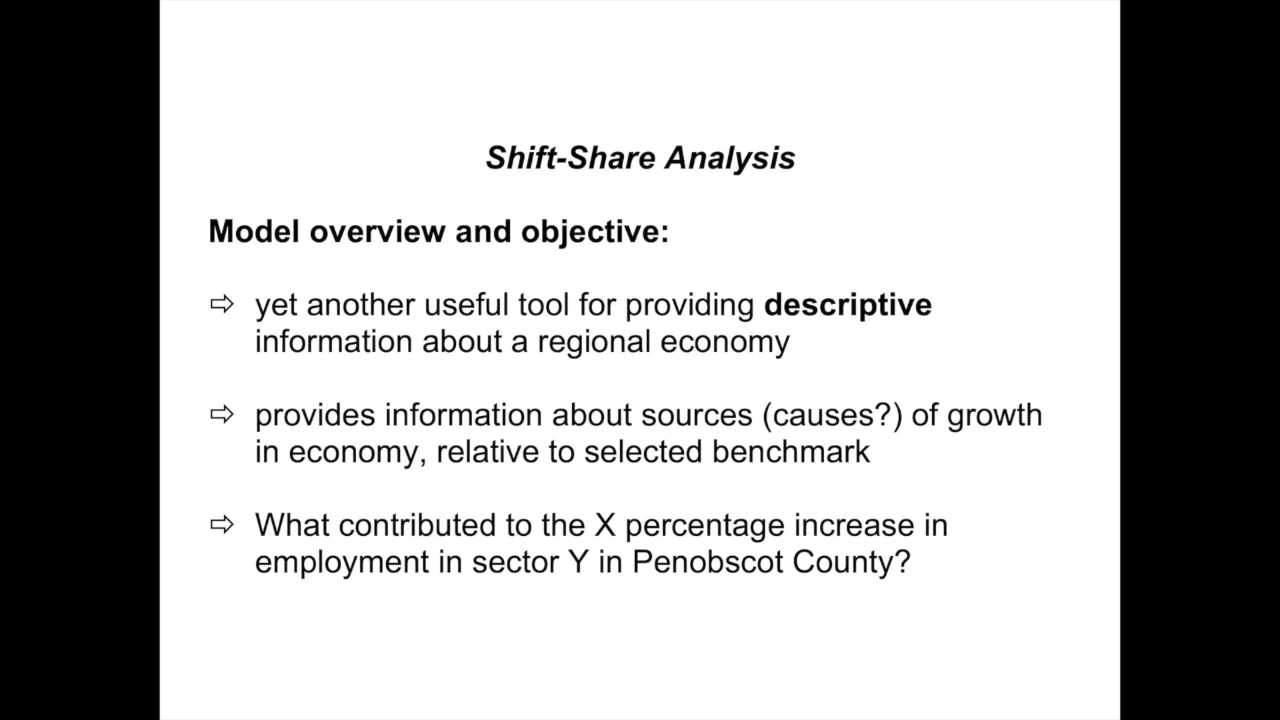 Shift-Share Analysis
Model overview and objective:
⇨ yet another useful tool for providing descriptive
information about a regional economy
⇨ provides information about sources (causes?) of growth
in economy, relative to selected benchmark
⇨ What contributed to the X percentage increase in
employment in sector Y in Penobscot County?